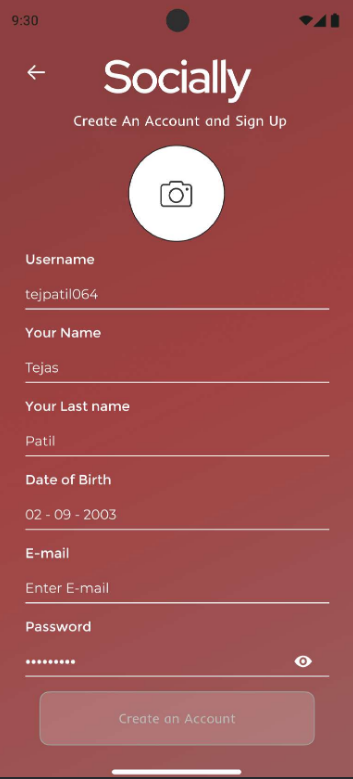 9:30
Socially
Create An Account and Sign Up
Username
tejpatil064
Your Name
Tejas
Your Last name
Patil
Date of Birth
02 - 09 - 2003
E-mail
Enter E-mail
Password
•••••••••
Create an Account